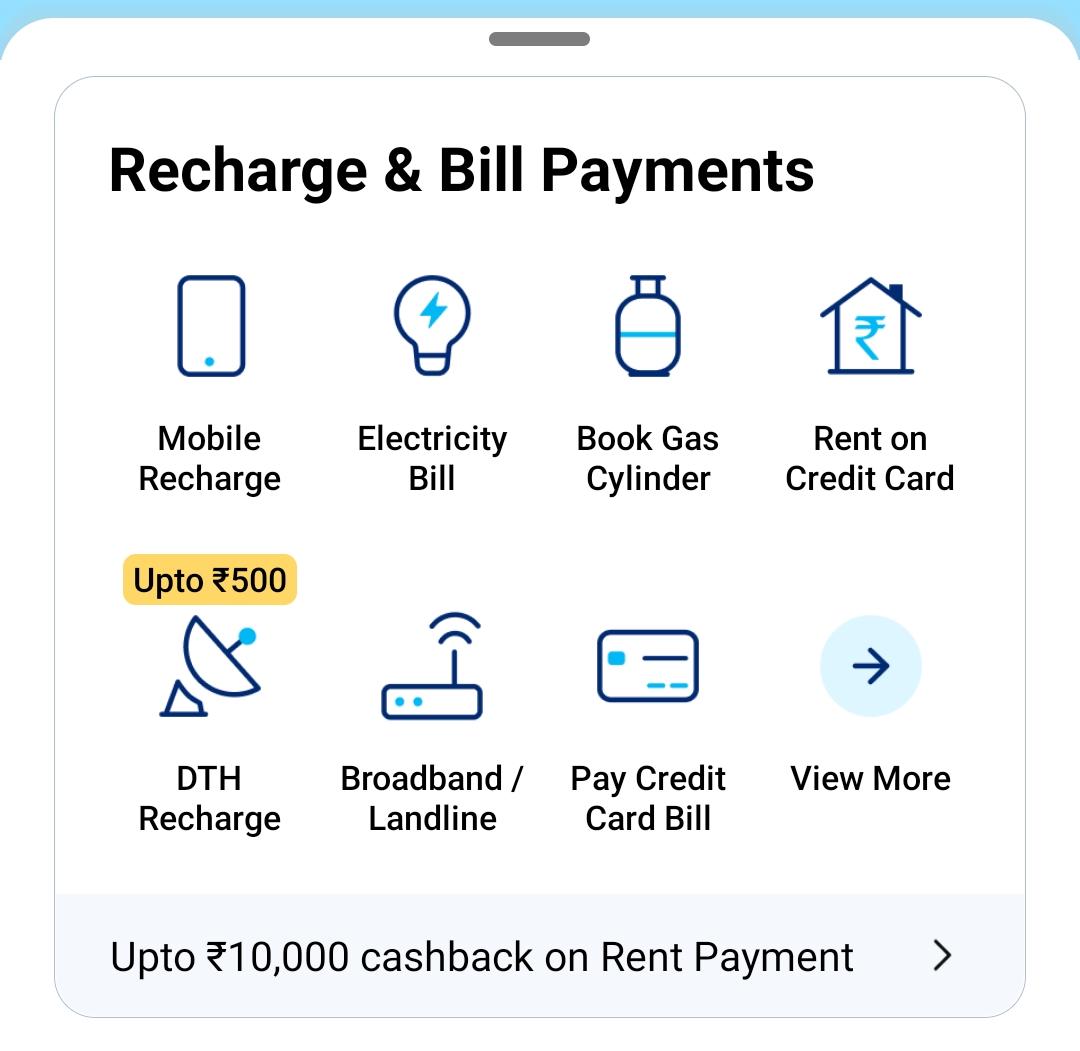 Recharge & Bill Payments
₹
Mobile
Recharge
Electricity
Bill
Book Gas
Cylinder
Rent on
Credit Card
Upto ₹500
DTH
Recharge
Broadband /
Landline
Pay Credit
Card Bill
View More
Upto ₹10,000 cashback on Rent Payment